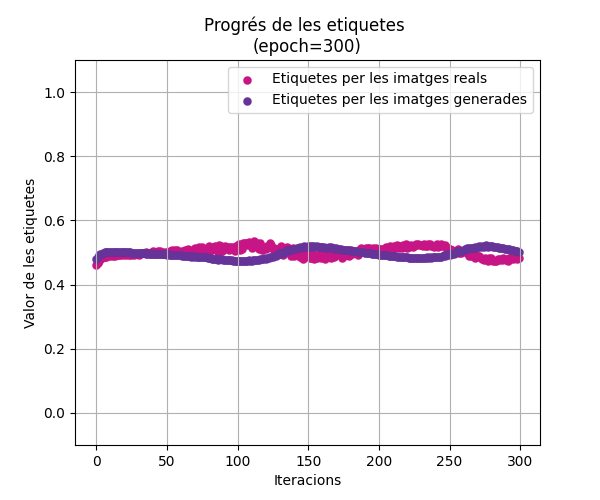 Progrés de les etiquetes
(epoch=300)
Etiquetes per les imatges reals
Etiquetes per les imatges generades
Valor de les etiquetes
1.0
0.8
0.6
0.4
0.2
0.0
0 50 100 150 200 250 300
Iteracions